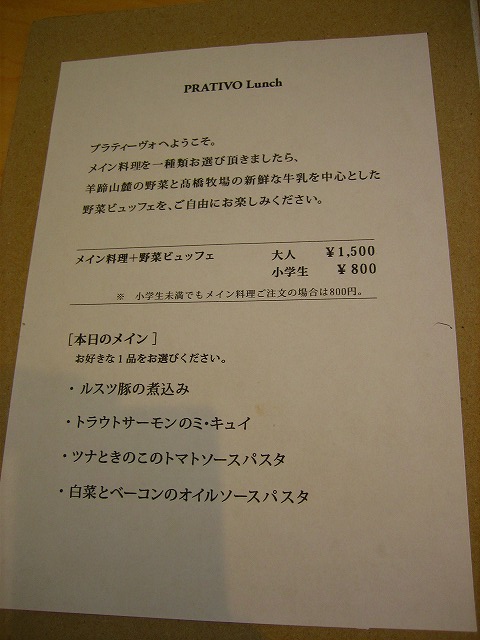 PRATIVO Lunch
プラティーヴォへようこそ。
メイン料理を一種類お選び頂きましたら、
羊蹄山麓の野菜と髙橋牧場の新鮮な牛乳を中心とした
野菜ビュッフェを、ご自由にお楽しみください。
メイン料理+野菜ビュッフェ 大人 ¥1,500
小学生 ¥800
※ 小学生未満でもメイン料理ご注文の場合は800円。
[本日のメイン]
お好きな1品をお選びください。
・ルスツ豚の煮込み
・トラウトサーモンのミ・キュイ
・ツナときのこのトマトソースパスタ
・白菜とベーコンのオイルソースパスタ